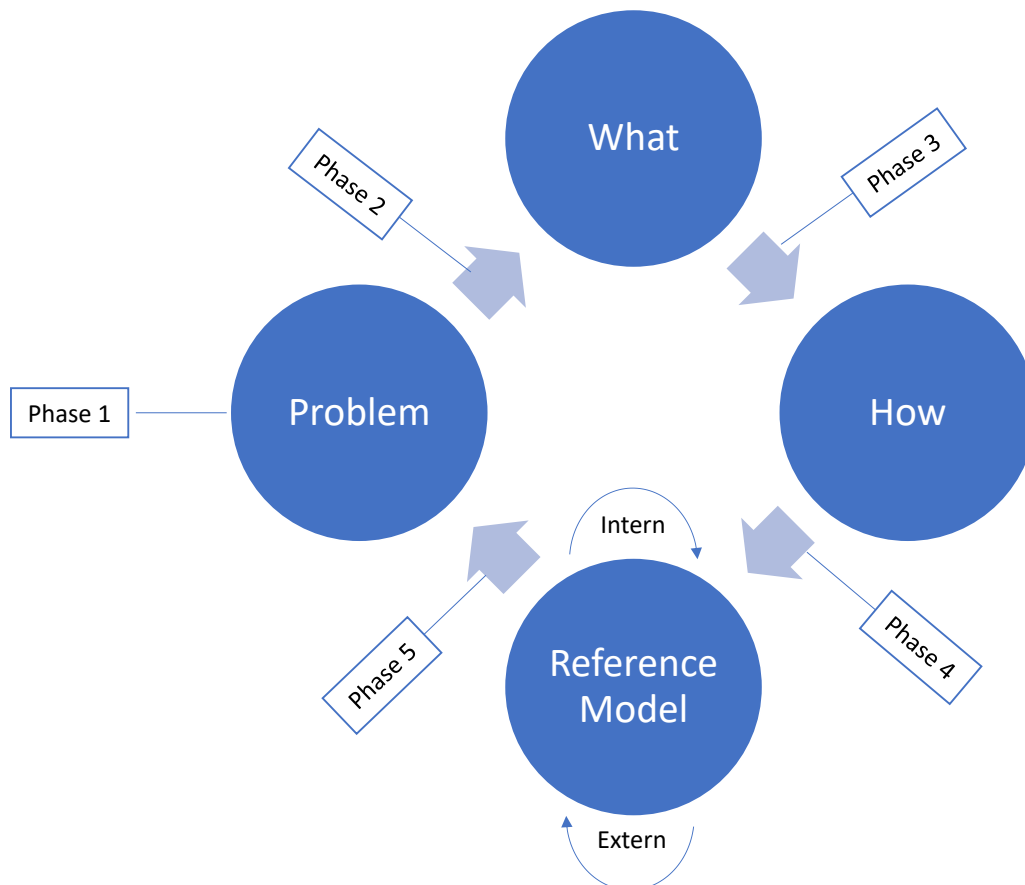 What
Phase 2
Phase 3
Problem
Phase 1
How
Intern
Reference
Model
Phase 5
Phase 4
Extern